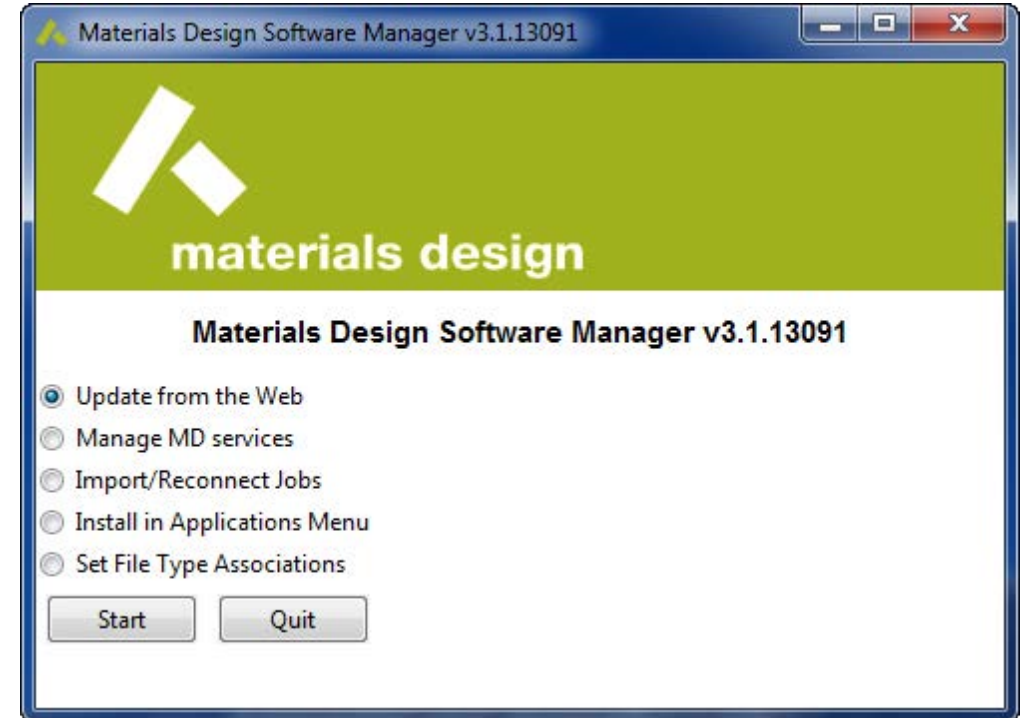 Materials Design Software Manager v3.1.13091
materials design
Materials Design Software Manager v3.1.13091
Update from the Web
Manage MD services
Import/Reconnect Jobs
Install in Applications Menu
Set File Type Associations
Start Quit